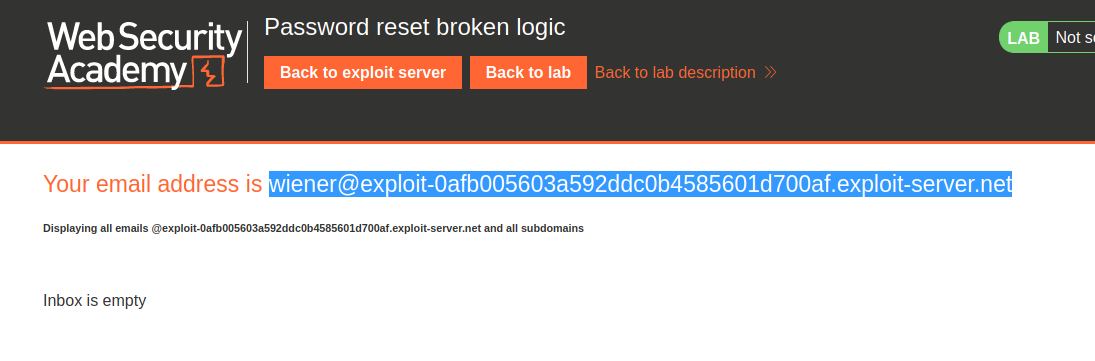 Web Security
Academy
Password reset broken logic
Back to exploit server
Back to lab
Back to lab description
LAB
Not s
Your email address is wiener@exploit-0afb005603a592ddc0b4585601d700af.exploit-server.net
Displaying all emails @exploit-0afb005603a592ddc0b4585601d700af.exploit-server.net and all subdomains
Inbox is empty